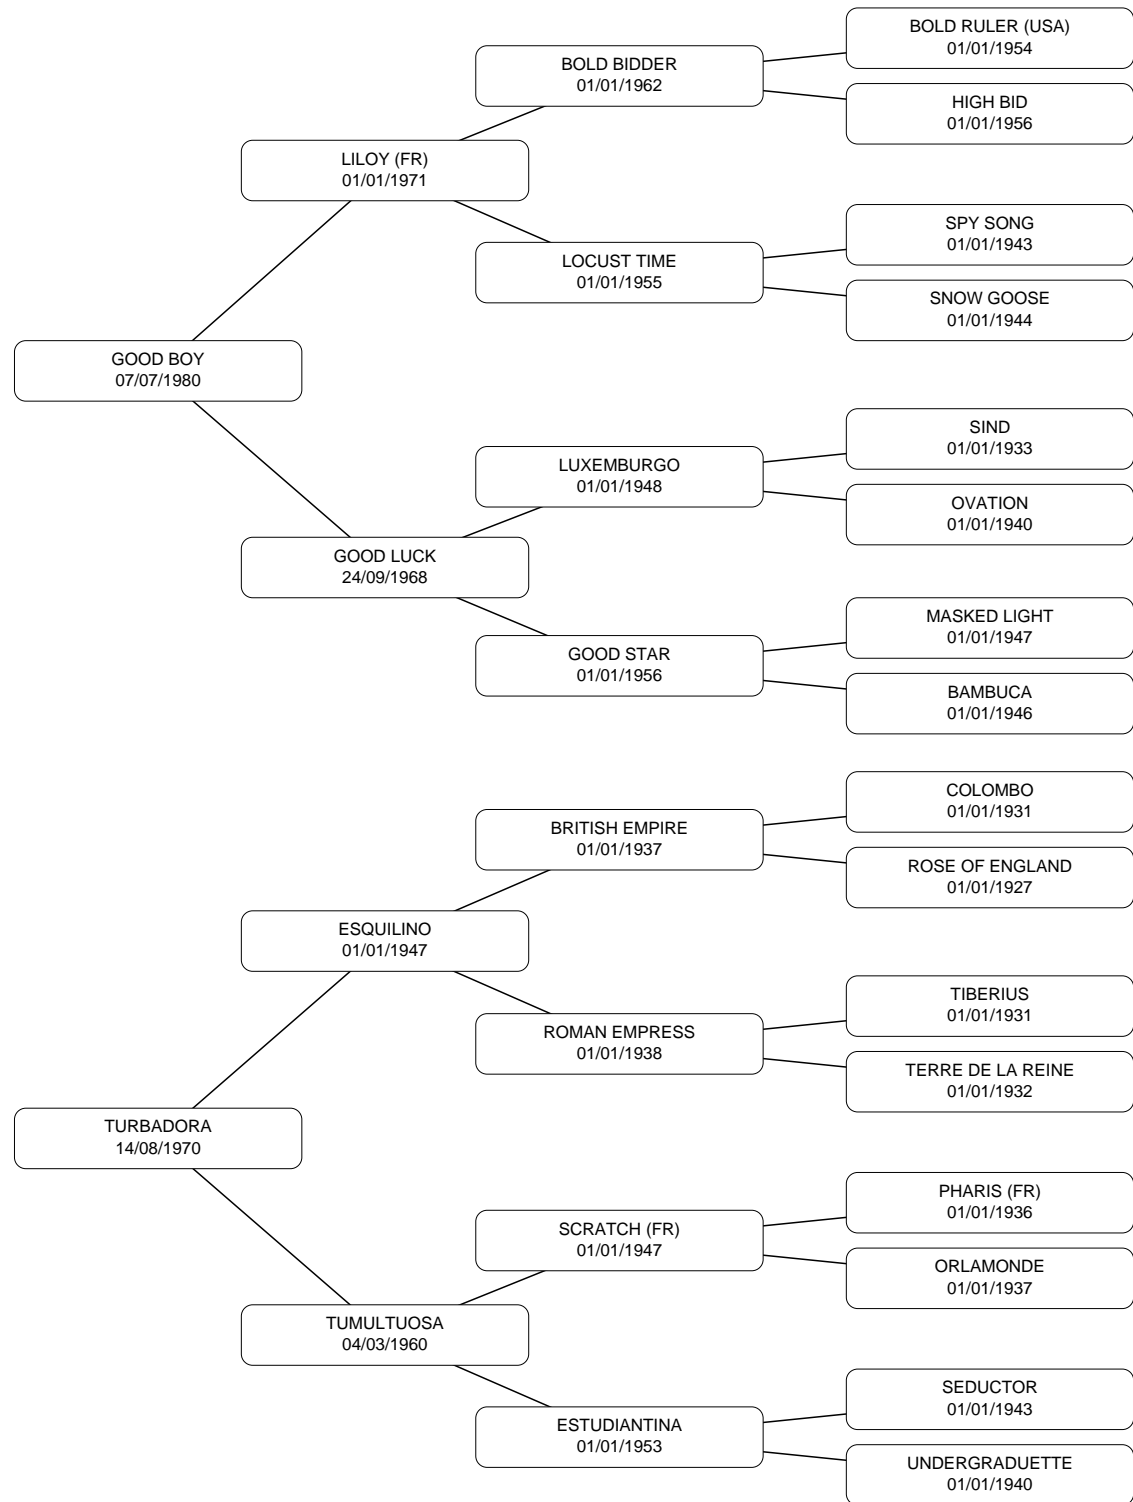 BOLD RULER (USA)
01/01/1954
BOLD BIDDER
01/01/1962
HIGH BID
01/01/1956
LILOY (FR)
01/01/1971
SPY SONG
01/01/1943
LOCUST TIME
01/01/1955
SNOW GOOSE
01/01/1944
GOOD BOY
07/07/1980
SIND
01/01/1933
LUXEMBURGO
01/01/1948
OVATION
01/01/1940
GOOD LUCK
24/09/1968
MASKED LIGHT
01/01/1947
GOOD STAR
01/01/1956
BAMBUCA
01/01/1946
COLOMBO
01/01/1931
BRITISH EMPIRE
01/01/1937
ROSE OF ENGLAND
01/01/1927
ESQUILINO
01/01/1947
TIBERIUS
01/01/1931
ROMAN EMPRESS
01/01/1938
TERRE DE LA REINE
01/01/1932
TURBADORA
14/08/1970
PHARIS (FR)
01/01/1936
SCRATCH (FR)
01/01/1947
ORLAMONDE
01/01/1937
TUMULTUOSA
04/03/1960
SEDUCTOR
01/01/1943
ESTUDIANTINA
01/01/1953
UNDERGRADUETTE
01/01/1940